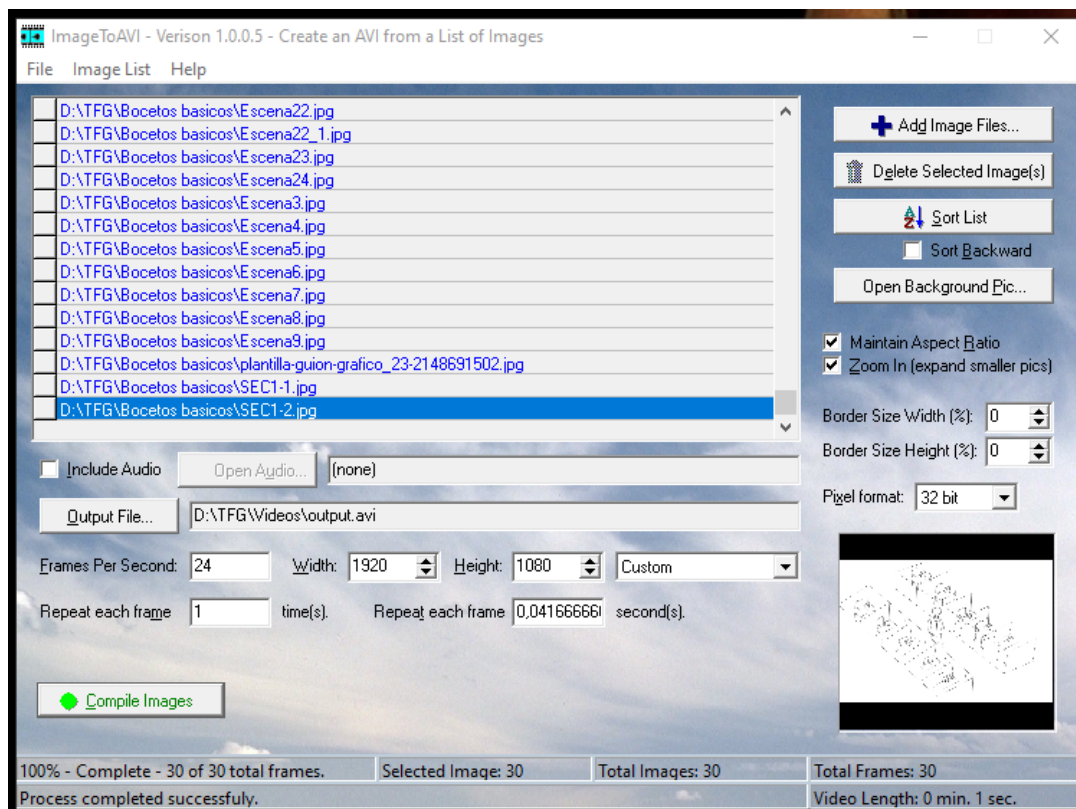 ImageToAVI - Verison 1.0.0.5 - Create an AVI from a List of Images
File Image List Help
D:\TFG\Bocetos basicos\Escena22.jpg
D:\TFG\Bocetos basicos\Escena22_1.jpg
D:\TFG\Bocetos basicos\Escena23.jpg
D:\TFG\Bocetos basicos\Escena24.jpg
D:\TFG\Bocetos basicos\Escena3.jpg
D:\TFG\Bocetos basicos\Escena4.jpg
D:\TFG\Bocetos basicos\Escena5.jpg
D:\TFG\Bocetos basicos\Escena6.jpg
D:\TFG\Bocetos basicos\Escena7.jpg
D:\TFG\Bocetos basicos\Escena8.jpg
D:\TFG\Bocetos basicos\Escena9.jpg
D:\TFG\Bocetos basicos\plantilla-guion-grafico_23-2148691502.jpg
D:\TFG\Bocetos basicos\SEC1-1.jpg
D:\TFG\Bocetos basicos\SEC1-2.jpg
Add Image Files...
Delete Selected Image(s)
Sort List
Sort Backward
Open Background Pic...
Maintain Aspect Ratio
Zoom In (expand smaller pics)
Border Size Width (%): 0
Border Size Height (%): 0
Pixel format: 32 bit
Include Audio Open Audio... (none)
Output File... D:\TFG\Videos\output.avi
Frames Per Second: 24 Width: 1920 Height: 1080 Custom
Repeat each frame 1 time(s). Repeat each frame 0,04166666 second(s).
Compile Images
100% - Complete - 30 of 30 total frames. Selected Image: 30 Total Images: 30 Total Frames: 30
Process completed successfuly. Video Length: 0 min. 1 sec.